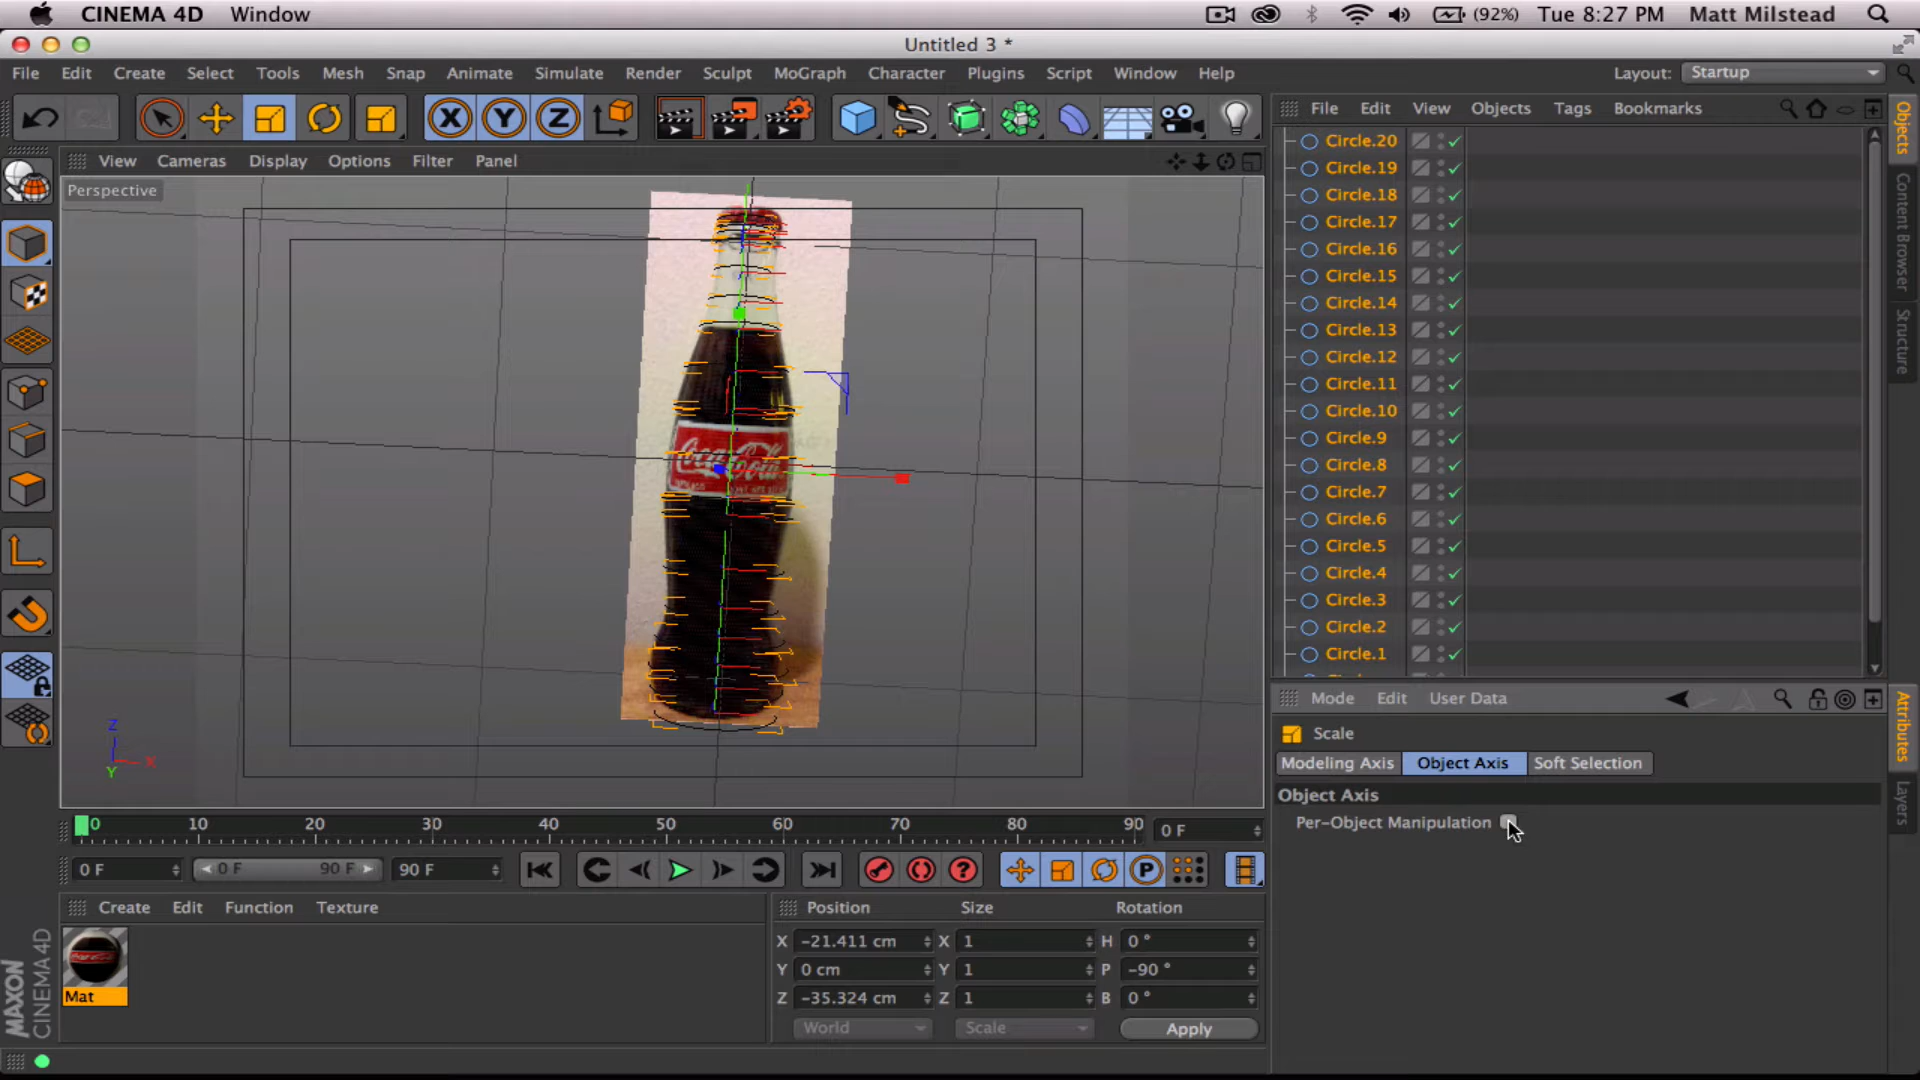 CINEMA 4D Window (92%) Tue 8:27 PM Matt Milstead
Untitled 3 *
File Edit Create Select Tools Mesh Snap Animate Simulate Render Sculpt MoGraph Character Plugins Script Window Help Layout: Startup
X Y Z
File Edit View Objects Tags Bookmarks
View Cameras Display Options Filter Panel
Perspective
Circle.20
Circle.19
Circle.18
Circle.17
Circle.16
Circle.15
Circle.14
Circle.13
Circle.12
Circle.11
Circle.10
Circle.9
Circle.8
Circle.7
Circle.6
Circle.5
Circle.4
Circle.3
Circle.2
Circle.1
Objects
Content Browser
Structure
Coca-Cola
Z
X
Y
Mode Edit User Data
Scale
Modeling Axis Object Axis Soft Selection
Object Axis
Per-Object Manipulation
Attributes
Layers
0 10 20 30 40 50 60 70 80 90 0 F
0 F 0 F 90 F 90 F ? P
Create Edit Function Texture
Mat
Position Size Rotation
X -21.411 cm X 1 H 0 °
Y 0 cm Y 1 P -90 °
Z -35.324 cm Z 1 B 0 °
World Scale Apply
MAXON
CINEMA 4D